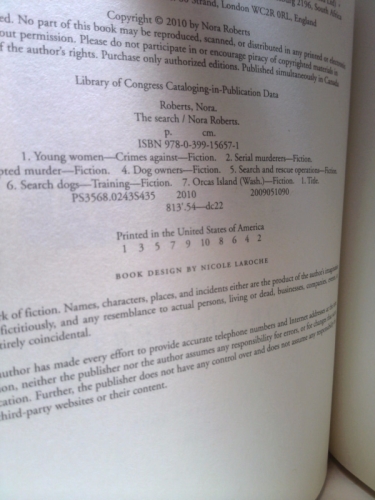 Strand, London WC2R 0RL, England
Copyright © 2010 by Nora Roberts
ed. No part of this book may be reproduced, scanned, or distributed in any printed or electronic
out permission. Please do not participate in or encourage piracy of copyrighted materials in
of the author's rights. Purchase only authorized editions. Published simultaneously in Canada
Library of Congress Cataloging-in-Publication Data
Roberts, Nora.
The search / Nora Roberts.
p. cm.
ISBN 978-0-399-15657-1
1. Young women—Crimes against—Fiction. 2. Serial murderers—Fiction.
pted murder—Fiction. 4. Dog owners—Fiction. 5. Search and rescue operations—Fiction
6. Search dogs—Training—Fiction. 7. Orcas Island (Wash.)—Fiction. 1. Title.
PS3568.O243S435 2010 2009051090
813'.54—dc22
Printed in the United States of America
1 3 5 7 9 10 8 6 4 2
BOOK DESIGN BY NICOLE LAROCHE
rk of fiction. Names, characters, places, and incidents either are the product of the author's imagination
ficitiously, and any resemblance to actual persons, living or dead, businesses, companies,
tirely coincidental.
author has made every effort to provide accurate telephone numbers and Internet addresses at the
on, neither the publisher nor the author assumes any responsibility for errors, or for changes
cation. Further, the publisher does not have any control over and does not assume any
third-party websites or their content.